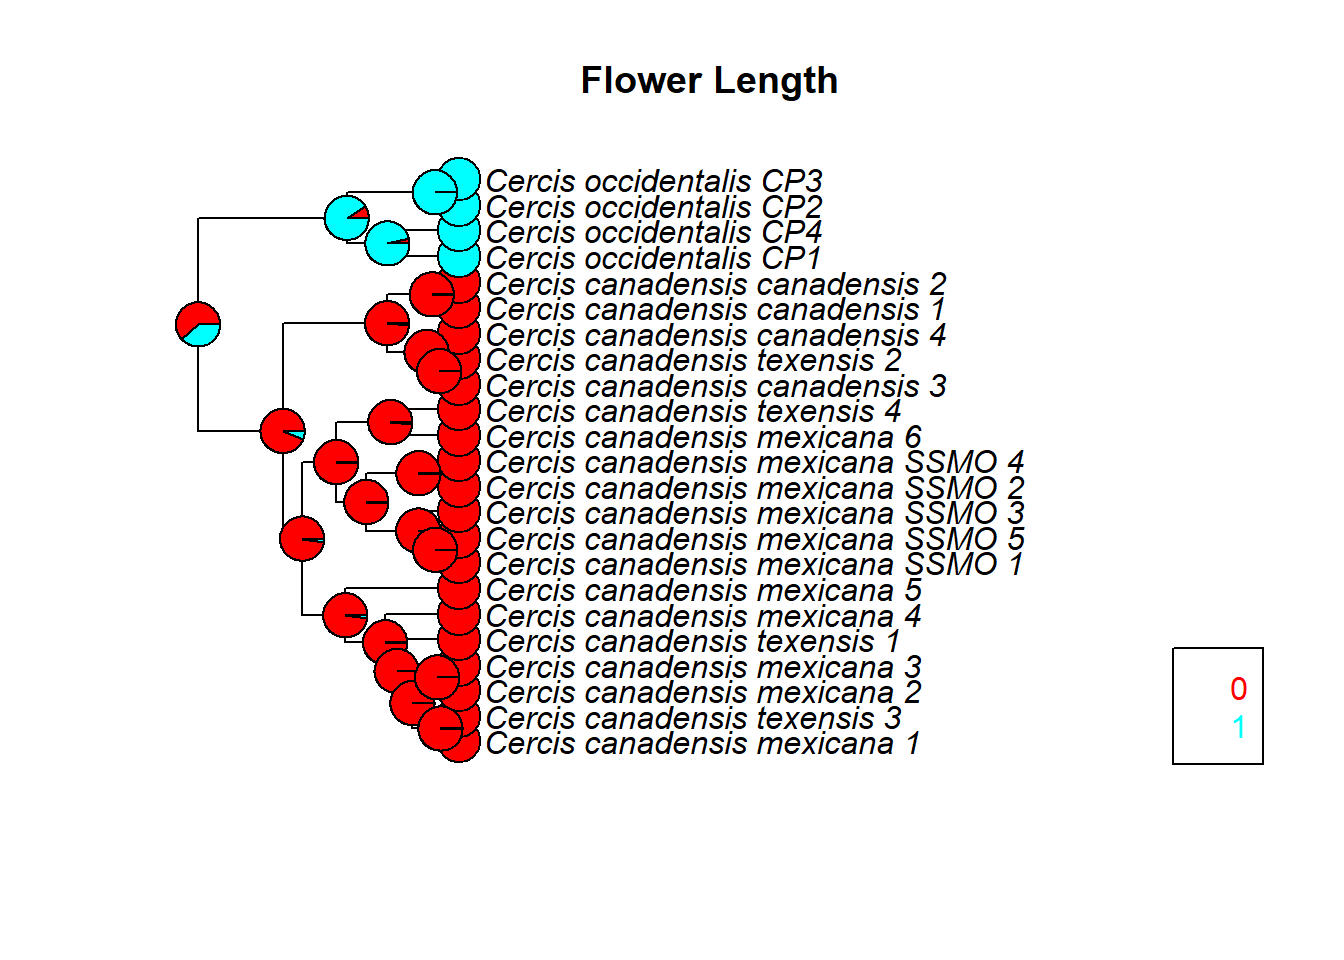 Flower Length
Cercis occidentalis CP3
Cercis occidentalis CP2
Cercis occidentalis CP4
Cercis occidentalis CP1
Cercis canadensis canadensis 2
Cercis canadensis canadensis 1
Cercis canadensis canadensis 4
Cercis canadensis texensis 2
Cercis canadensis canadensis 3
Cercis canadensis texensis 4
Cercis canadensis mexicana 6
Cercis canadensis mexicana SSMO 4
Cercis canadensis mexicana SSMO 2
Cercis canadensis mexicana SSMO 3
Cercis canadensis mexicana SSMO 5
Cercis canadensis mexicana SSMO 1
Cercis canadensis mexicana 5
Cercis canadensis mexicana 4
Cercis canadensis texensis 1
Cercis canadensis mexicana 3
Cercis canadensis mexicana 2
Cercis canadensis texensis 3
Cercis canadensis mexicana 1
0
1